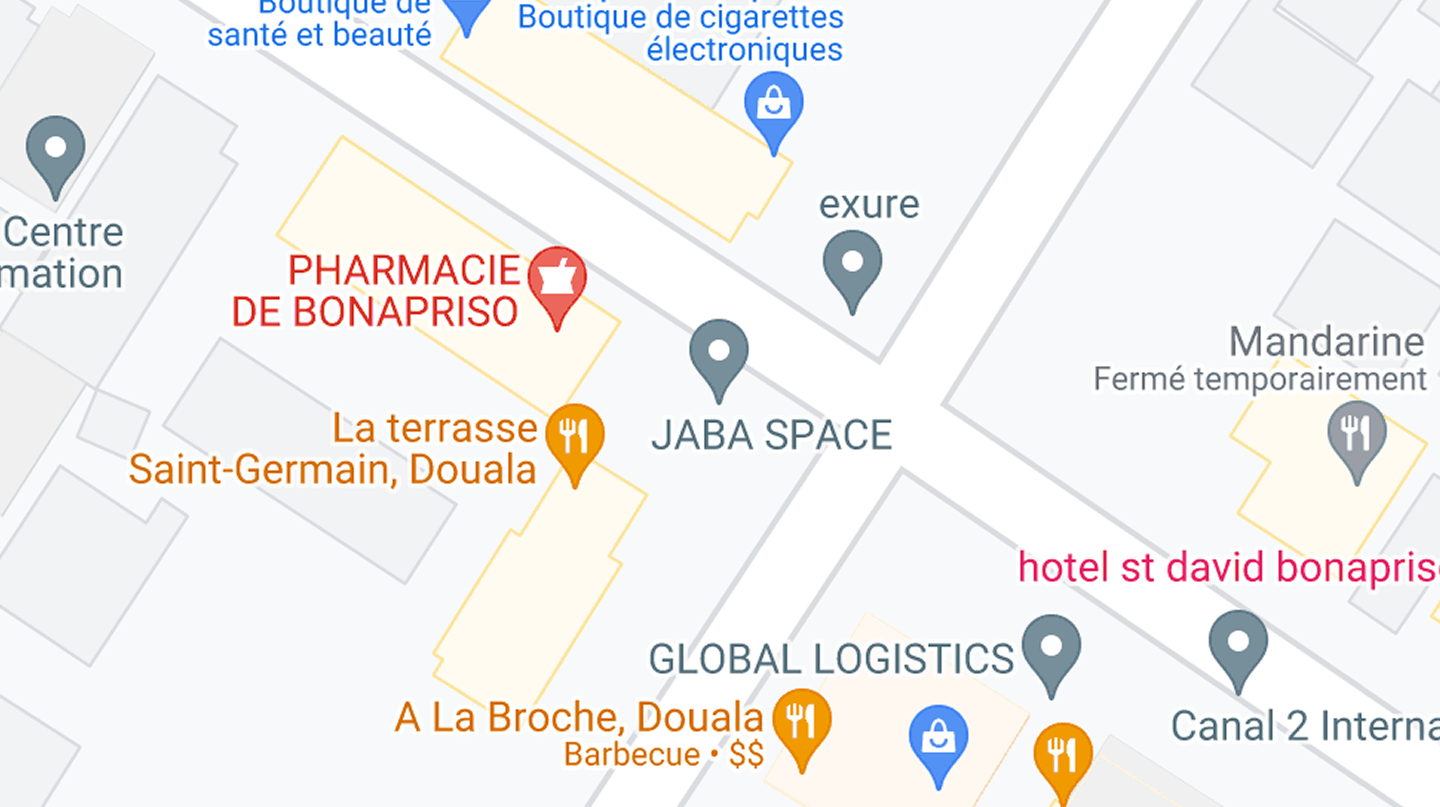 Boutique de
santé et beauté
Boutique de cigarettes
électroniques
exure
Centre
mation
PHARMACIE
DE BONAPRISO
JABA SPACE
Mandarine
Fermé temporairement
La terrasse
Saint-Germain, Douala
hotel st david bonapris
GLOBAL LOGISTICS
A La Broche, Douala
Barbecue • $$
Canal 2 Interna